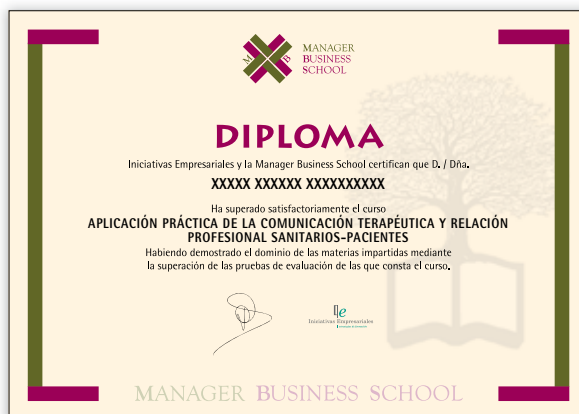 M B
MANAGER
BUSINESS
SCHOOL
DIPLOMA
Iniciativas Empresariales y la Manager Business School certifican que D. / Dña.
XXXXX XXXXXX XXXXXXXXXX
Ha superado satisfactoriamente el curso
APLICACIÓN PRÁCTICA DE LA COMUNICACIÓN TERAPÉUTICA Y RELACIÓN
PROFESIONAL SANITARIOS-PACIENTES
Habiendo demostrado el dominio de las materias impartidas mediante
la superación de las pruebas de evaluación de las que consta el curso.
Ie
Iniciativas Empresariales
MANAGER BUSINESS SCHOOL